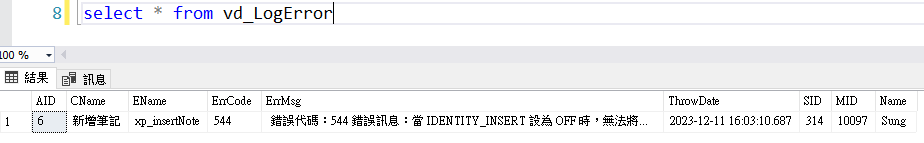 8 select * from vd_LogError
100 %
結果 訊息
AID CName EName ErrCode ErrMsg ThrowDate SID MID Name
1 6 新增筆記 xp_insertNote 544 錯誤代碼：544 錯誤訊息：當 IDENTITY_INSERT 設為 OFF 時，無法將... 2023-12-11 16:03:10.687 314 10097 Sung